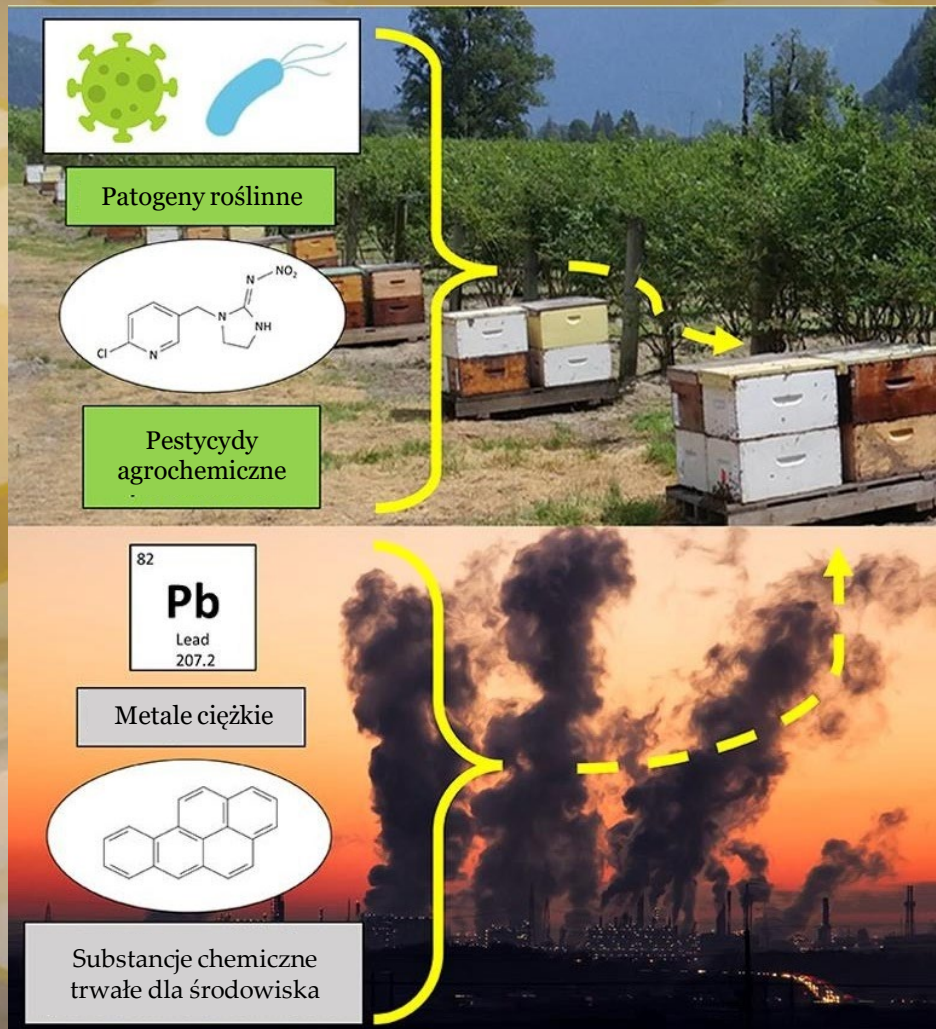 Patogeny roślinne
N
NO₂
N
NH
Cl
N
Pestycydy
agrochemiczne
82
Pb
Lead
207.2
Metale ciężkie
Substancje chemiczne
trwałe dla środowiska